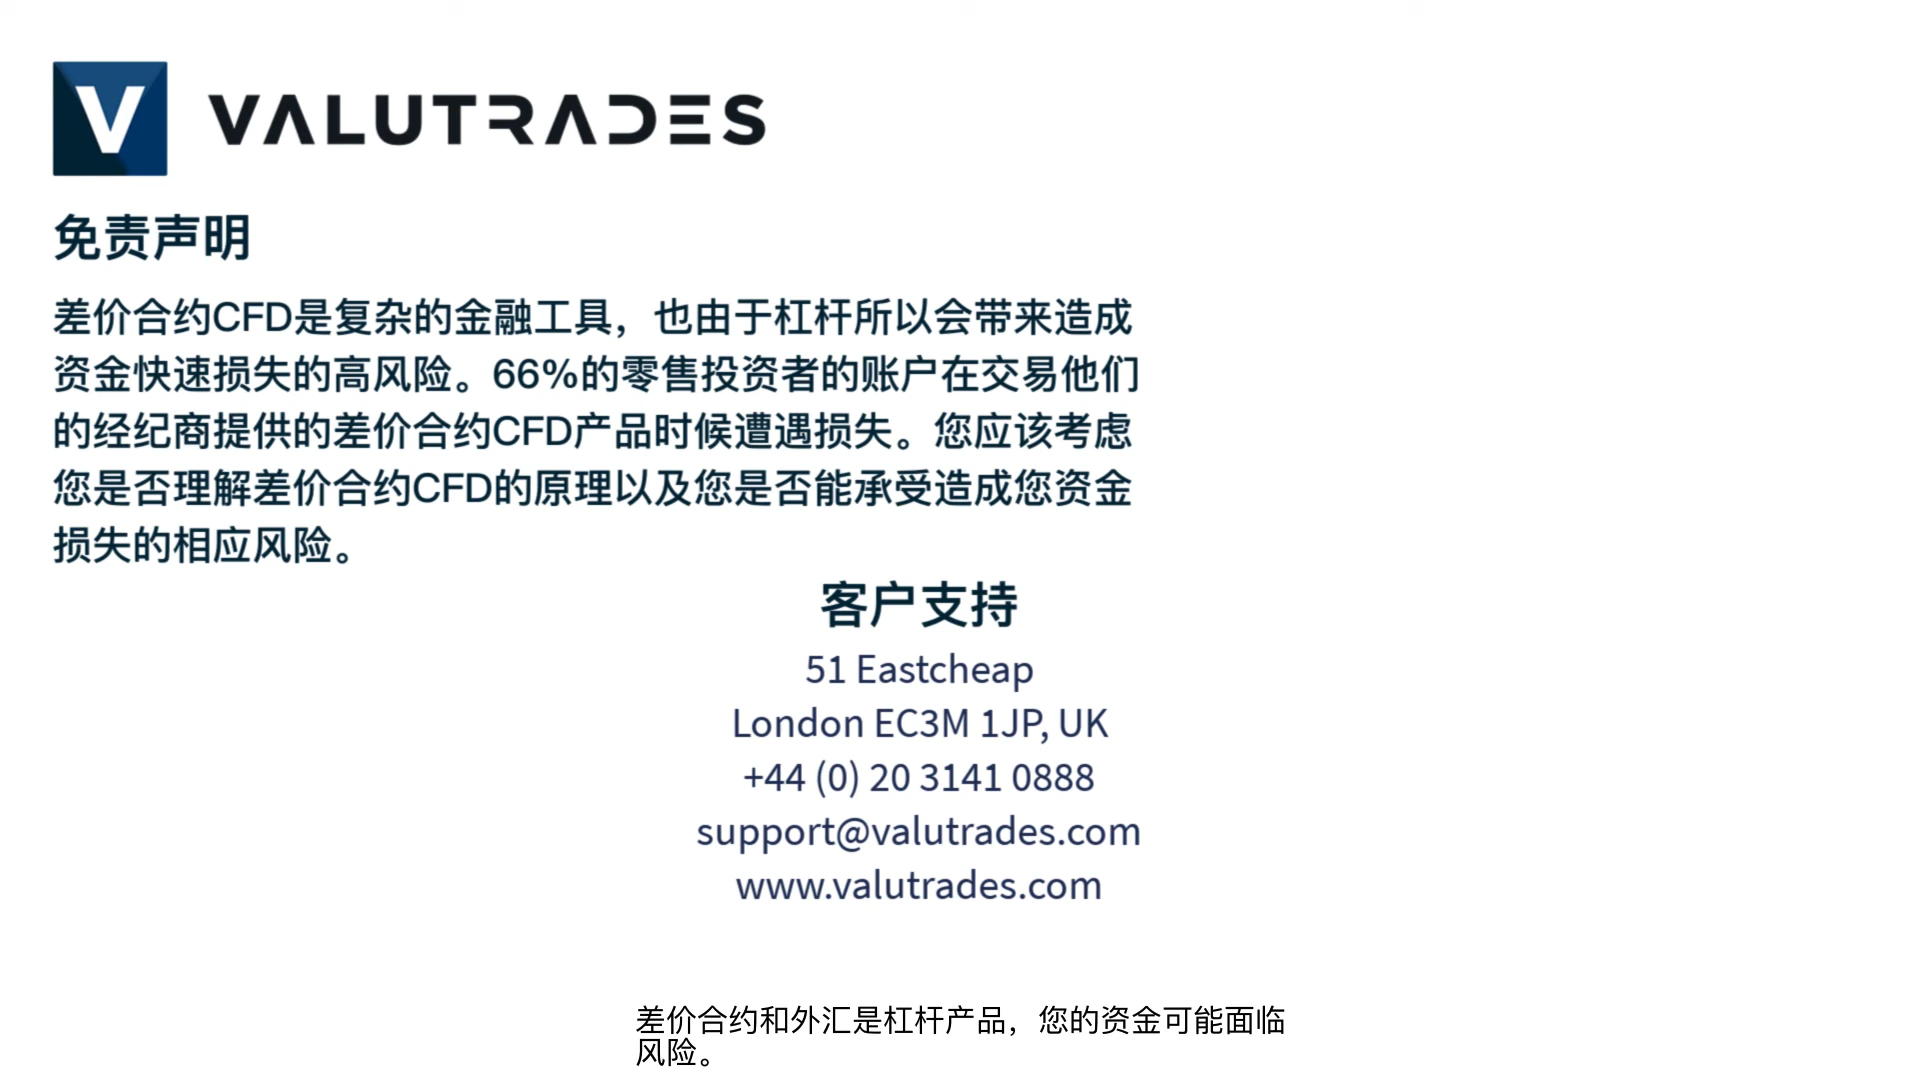 V VALUTRADES
免责声明
差价合约CFD是复杂的金融工具，也由于杠杆所以会带来造成
资金快速损失的高风险。66%的零售投资者的账户在交易他们
的经纪商提供的差价合约CFD产品时候遭遇损失。您应该考虑
您是否理解差价合约CFD的原理以及您是否能承受造成您资金
损失的相应风险。
客户支持
51 Eastcheap
London EC3M 1JP, UK
+44 (0) 20 3141 0888
support@valutrades.com
www.valutrades.com
差价合约和外汇是杠杆产品，您的资金可能面临
风险。